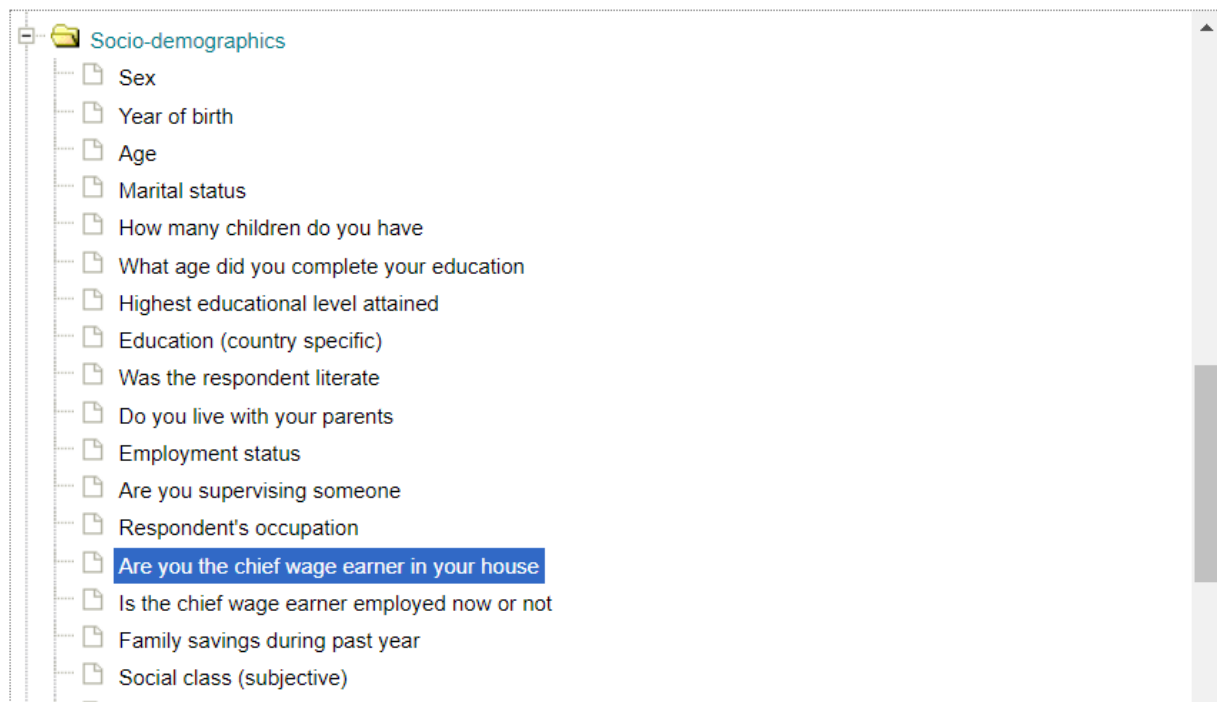 Socio-demographics
Sex
Year of birth
Age
Marital status
How many children do you have
What age did you complete your education
Highest educational level attained
Education (country specific)
Was the respondent literate
Do you live with your parents
Employment status
Are you supervising someone
Respondent's occupation
Are you the chief wage earner in your house
Is the chief wage earner employed now or not
Family savings during past year
Social class (subjective)